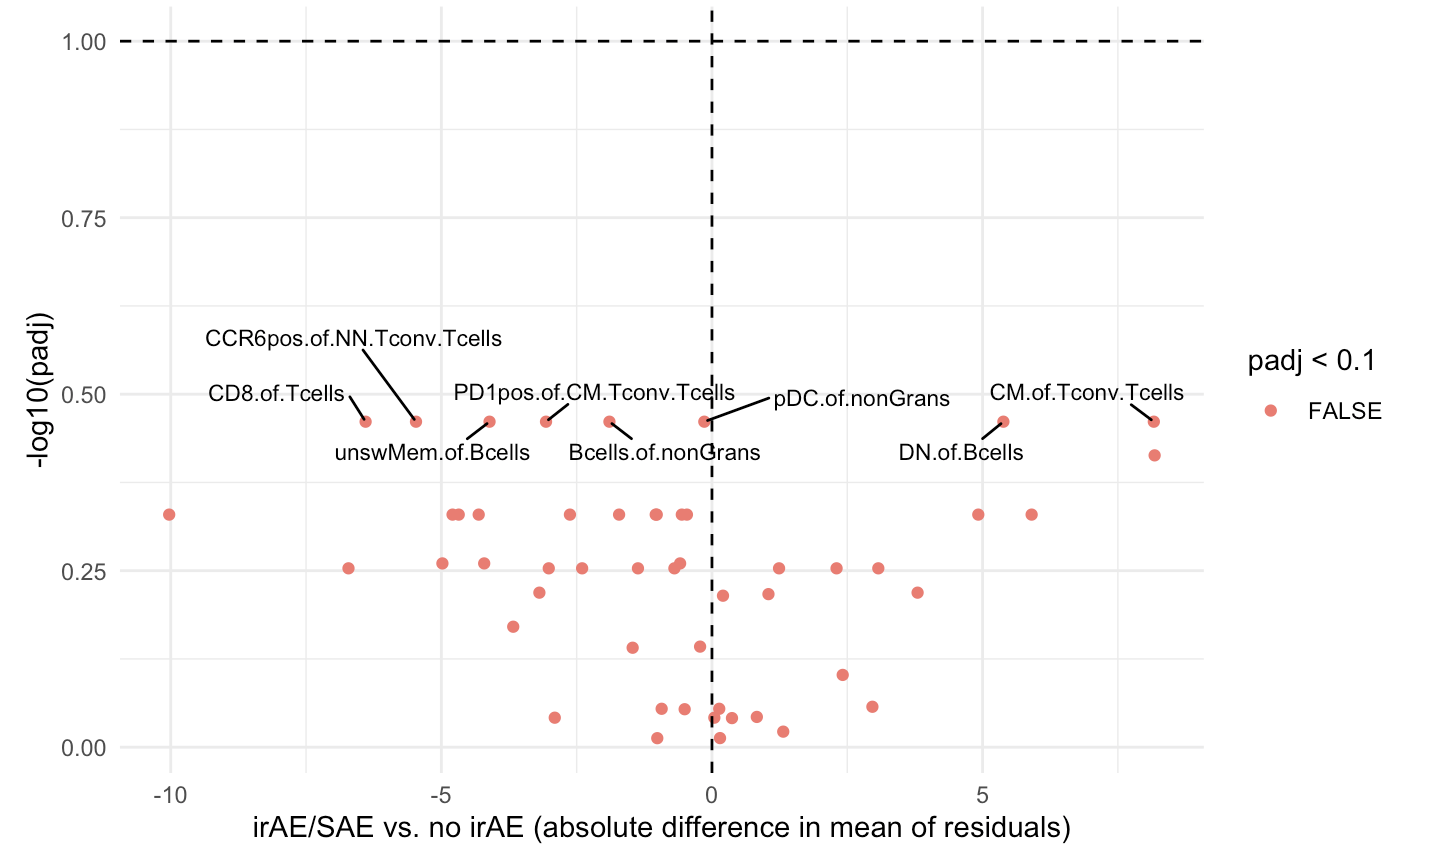 1.00
0.75
0.50
0.25
0.00
-log10(padj)
CCR6pos.of.NN.Tconv.Tcells
CD8.of.Tcells
PD1pos.of.CM.Tconv.Tcells
pDC.of.nonGrans
CM.of.Tconv.Tcells
unswMem.of.Bcells
Bcells.of.nonGrans
DN.of.Bcells
-10
-5
0
5
irAE/SAE vs. no irAE (absolute difference in mean of residuals)
padj < 0.1
FALSE